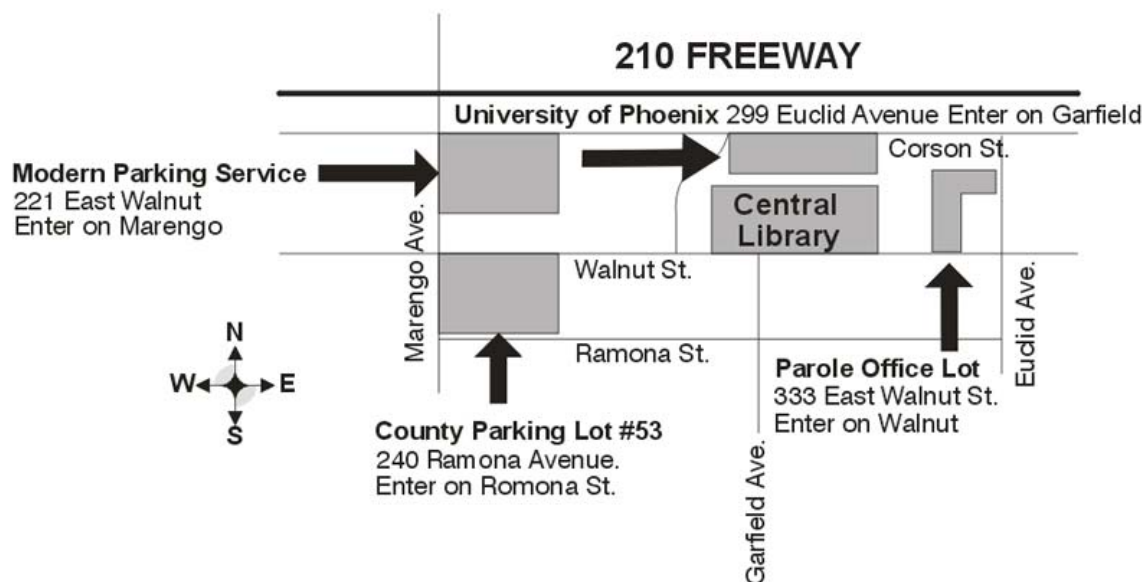 210 FREEWAY
University of Phoenix 299 Euclid Avenue Enter on Garfield
Corson St.
Modern Parking Service
221 East Walnut
Enter on Marengo
Marengo Ave.
Central
Library
Walnut St.
Euclid Ave.
Ramona St.
N
W E
S
Parole Office Lot
333 East Walnut St.
Enter on Walnut
County Parking Lot #53
240 Ramona Avenue.
Enter on Romona St.
Garfield Ave.